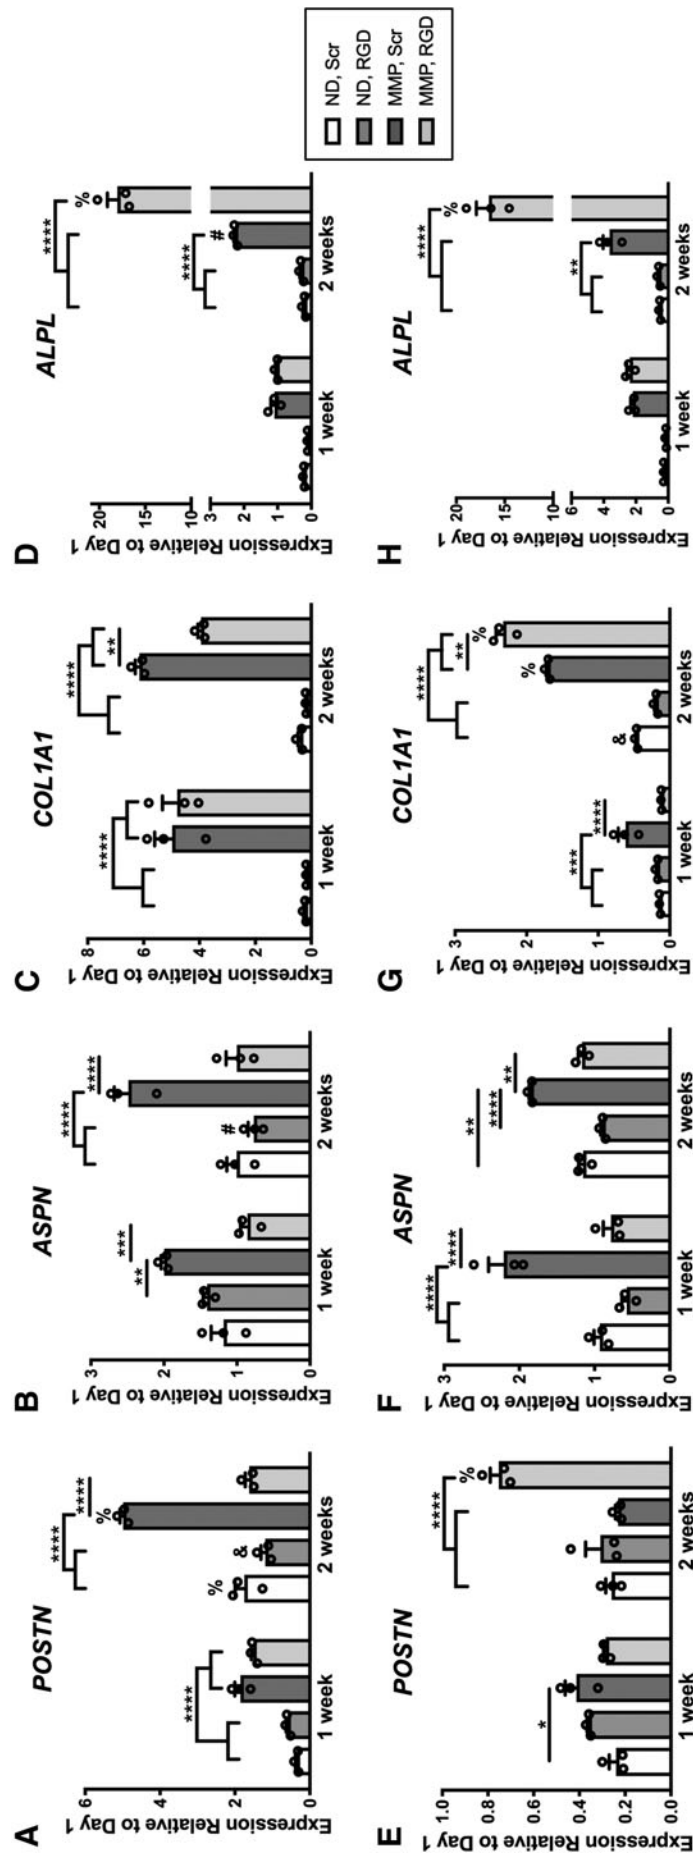 A
POSTN
Expression Relative to Day 1
6
4
2
0
****
****
****
%
&
%
1 week
2 weeks
B
ASPN
Expression Relative to Day 1
3
2
1
0
**
***
****
****
#
1 week
2 weeks
C
COL1A1
Expression Relative to Day 1
8
6
4
2
0
****
****
**
1 week
2 weeks
D
ALPL
Expression Relative to Day 1
20
15
10
3
2
1
0
****
****
#
%
1 week
2 weeks
ND, Scr
ND, RGD
MMP, Scr
MMP, RGD
E
POSTN
Expression Relative to Day 1
1.0
0.8
0.6
0.4
0.2
0.0
*
****
%
1 week
2 weeks
F
ASPN
Expression Relative to Day 1
3
2
1
0
****
****
**
****
**
1 week
2 weeks
G
COL1A1
Expression Relative to Day 1
3
2
1
0
***
****
****
**
&
%
%
1 week
2 weeks
H
ALPL
Expression Relative to Day 1
20
15
10
6
4
2
0
**
****
%
1 week
2 weeks